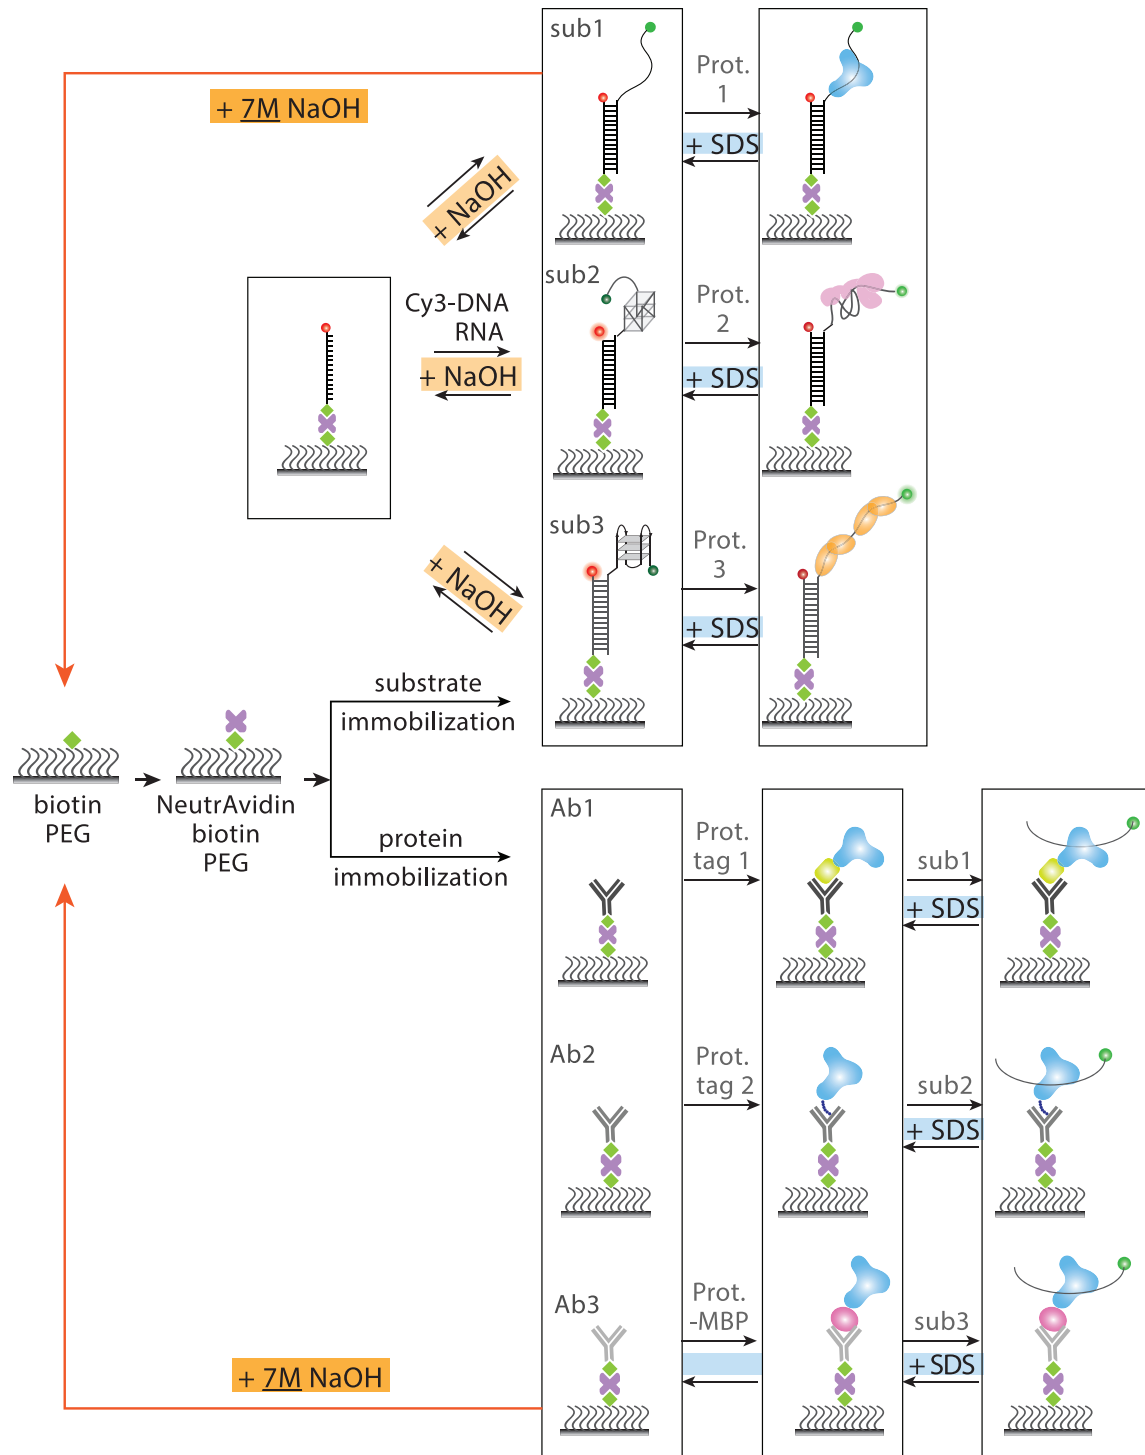 sub1
Prot.
1
+ SDS
+ 7M NaOH
+ NaOH
sub2
Prot.
2
+ SDS
Cy3-DNA
RNA
+ NaOH
sub3
Prot.
3
+ SDS
+ NaOH
substrate
immobilization
biotin
PEG
NeutrAvidin
biotin
PEG
protein
immobilization
Ab1
Prot.
tag 1
sub1
+ SDS
Ab2
Prot.
tag 2
sub2
+ SDS
Ab3
Prot.
-MBP
sub3
+ SDS
+ 7M NaOH